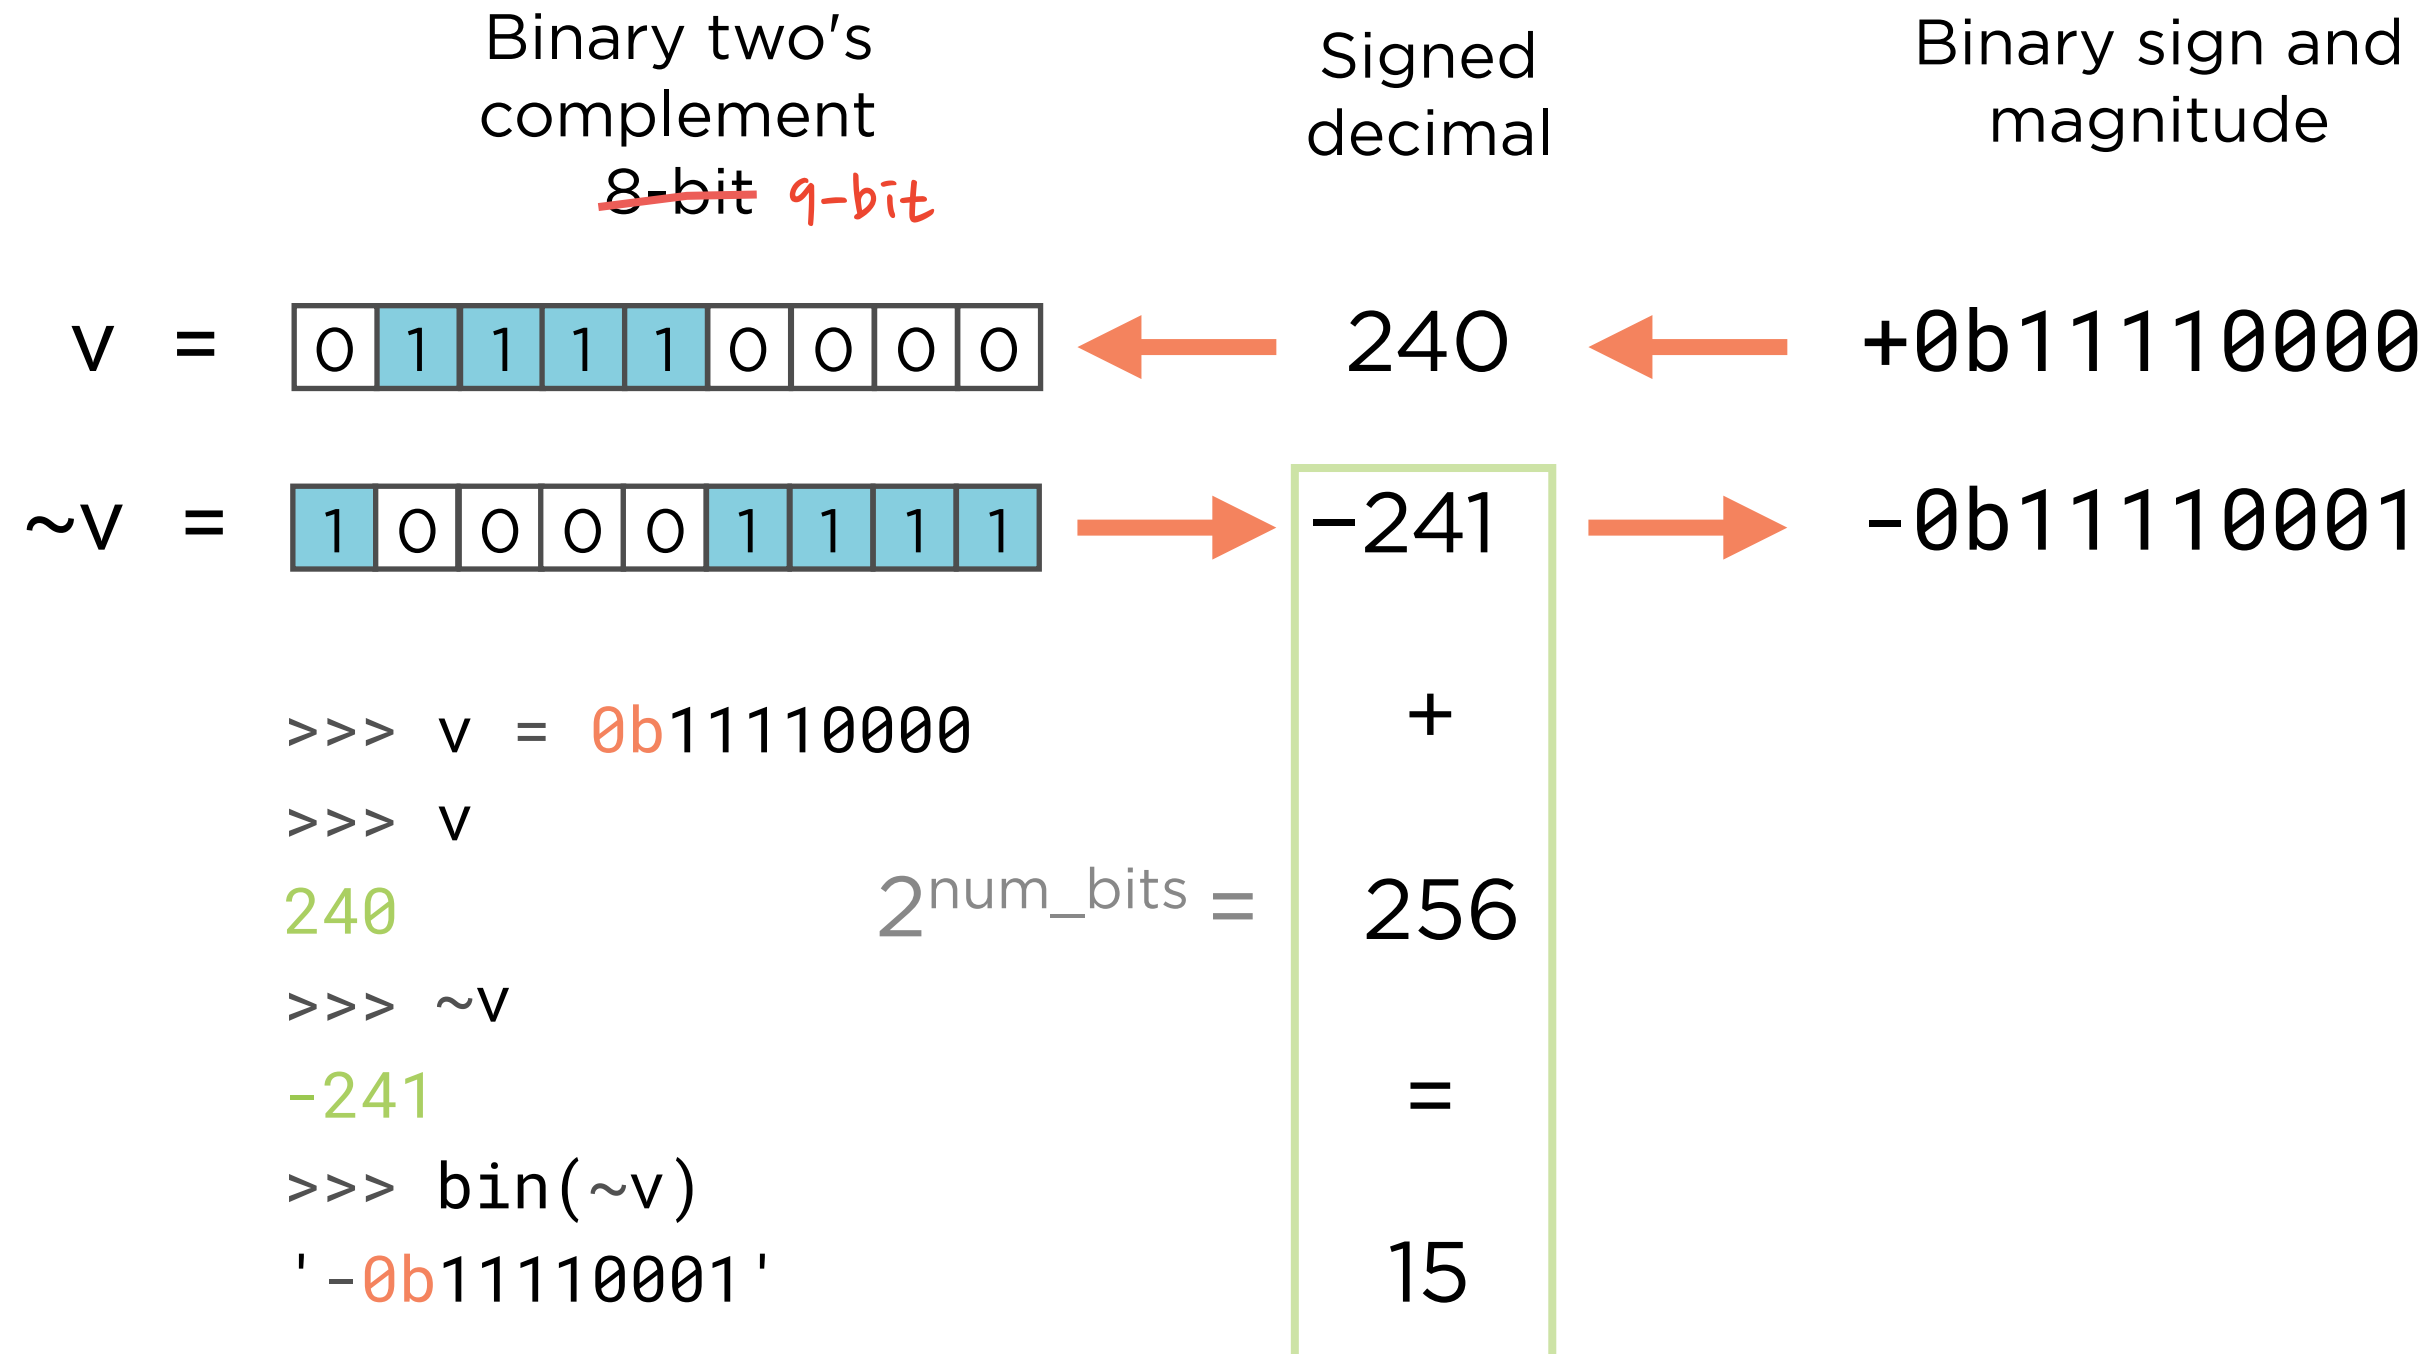 Binary two's
complement
8-bit 9-bit
Signed
decimal
Binary sign and
magnitude
v = 0 1 1 1 1 0 0 0 0 240 +0b11110000
~v = 1 0 0 0 0 1 1 1 1 -241 -0b11110001
+
2^num_bits = 256
=
15
>>> v = 0b11110000
>>> v
240
>>> ~v
-241
>>> bin(~v)
'-0b11110001'